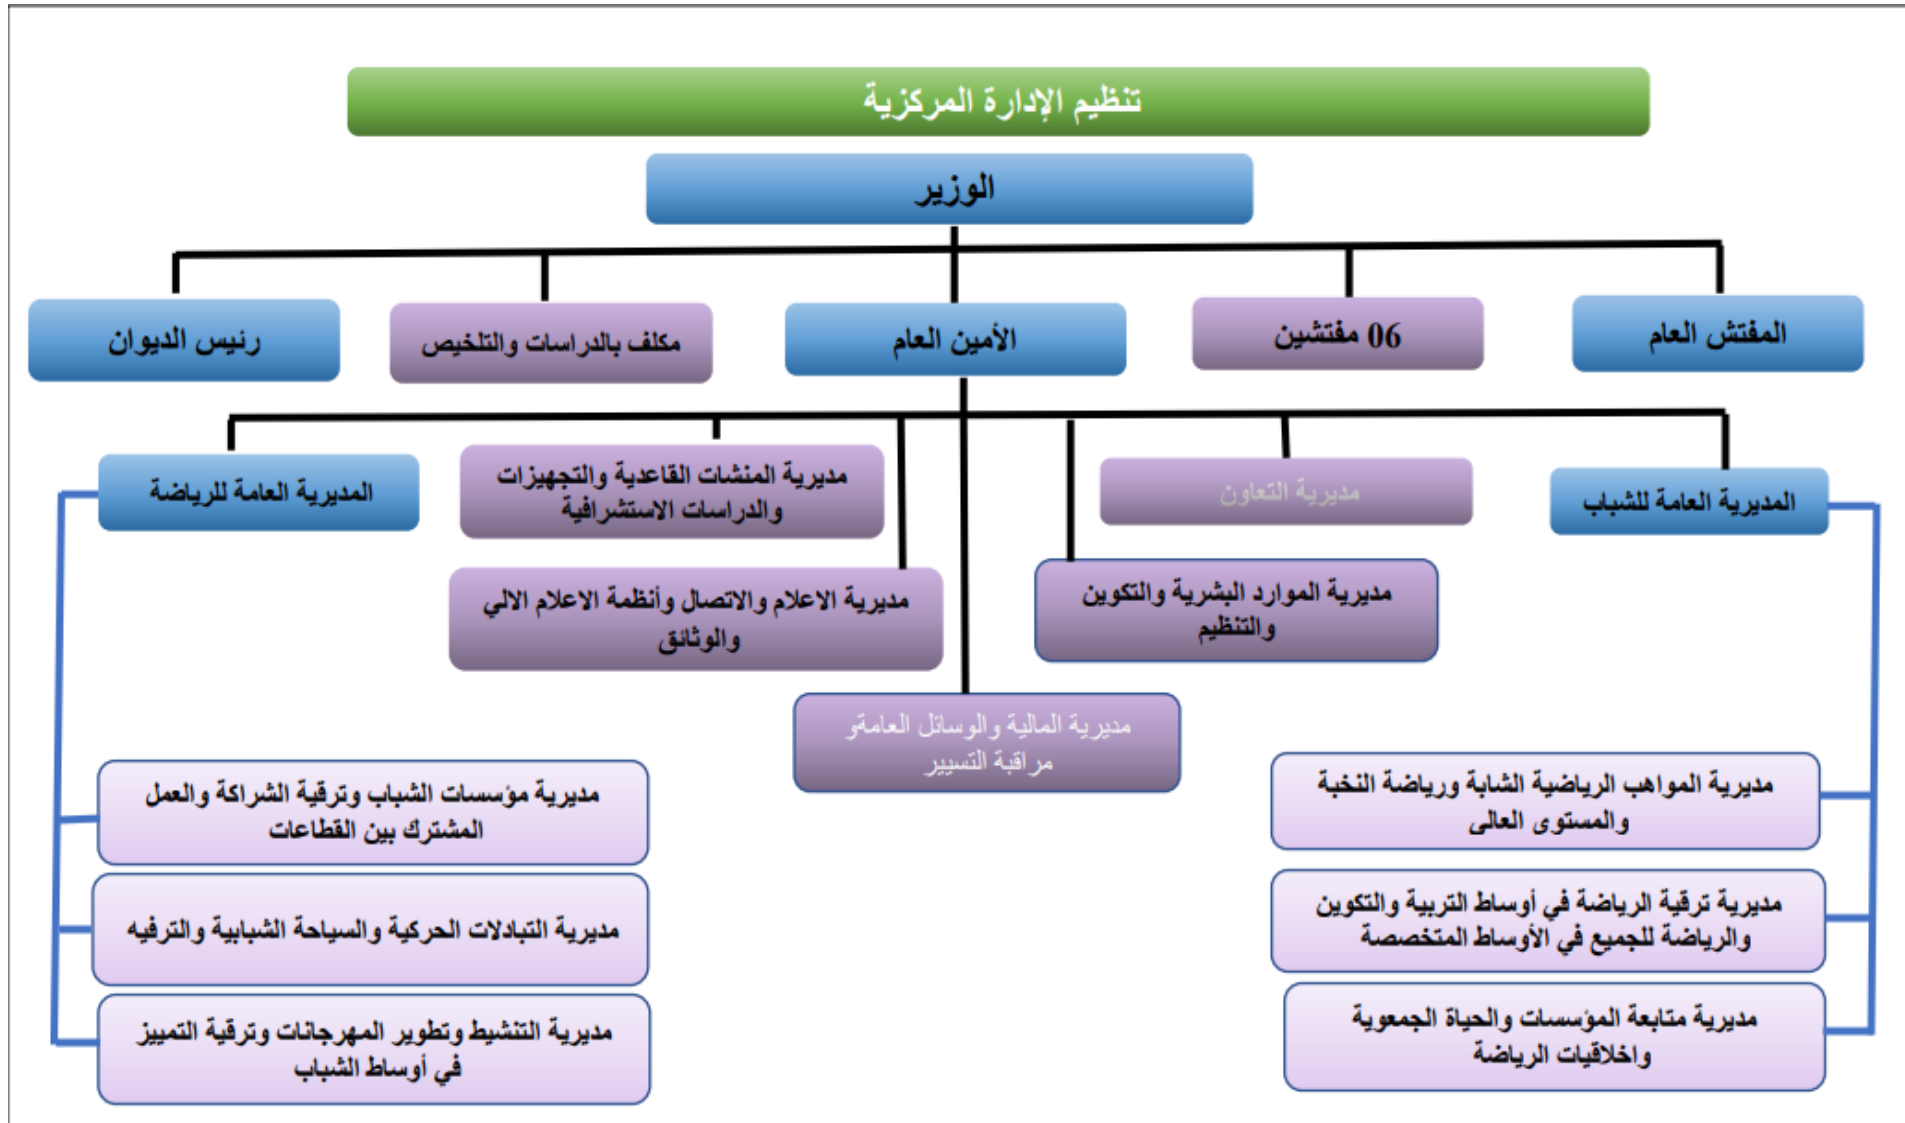 تنظيم الإدارة المركزية
الوزير
المفتش العام
06 مفتشين
الأمين العام
مكلف بالدراسات والتلخيص
رئيس الديوان
المديرية العامة للشباب
مديرية التعاون
مديرية المنشات القاعدية والتجهيزات
والدراسات الاستشرافية
المديرية العامة للرياضة
مديرية الموارد البشرية والتكوين
والتنظيم
مديرية الاعلام والاتصال وأنظمة الاعلام الالي
والوثائق
مديرية المالية والوسائل العامةو
مراقبة التسيير
مديرية المواهب الرياضية الشابة ورياضة النخبة
والمستوى العالى
مديرية ترقية الرياضة في أوساط التربية والتكوين
والرياضة للجميع في الأوساط المتخصصة
مديرية متابعة المؤسسات والحياة الجمعوية
واخلاقيات الرياضة
مديرية مؤسسات الشباب وترقية الشراكة والعمل
المشترك بين القطاعات
مديرية التبادلات الحركية والسياحة الشبابية والترفيه
مديرية التنشيط وتطوير المهرجانات وترقية التمييز
في أوساط الشباب